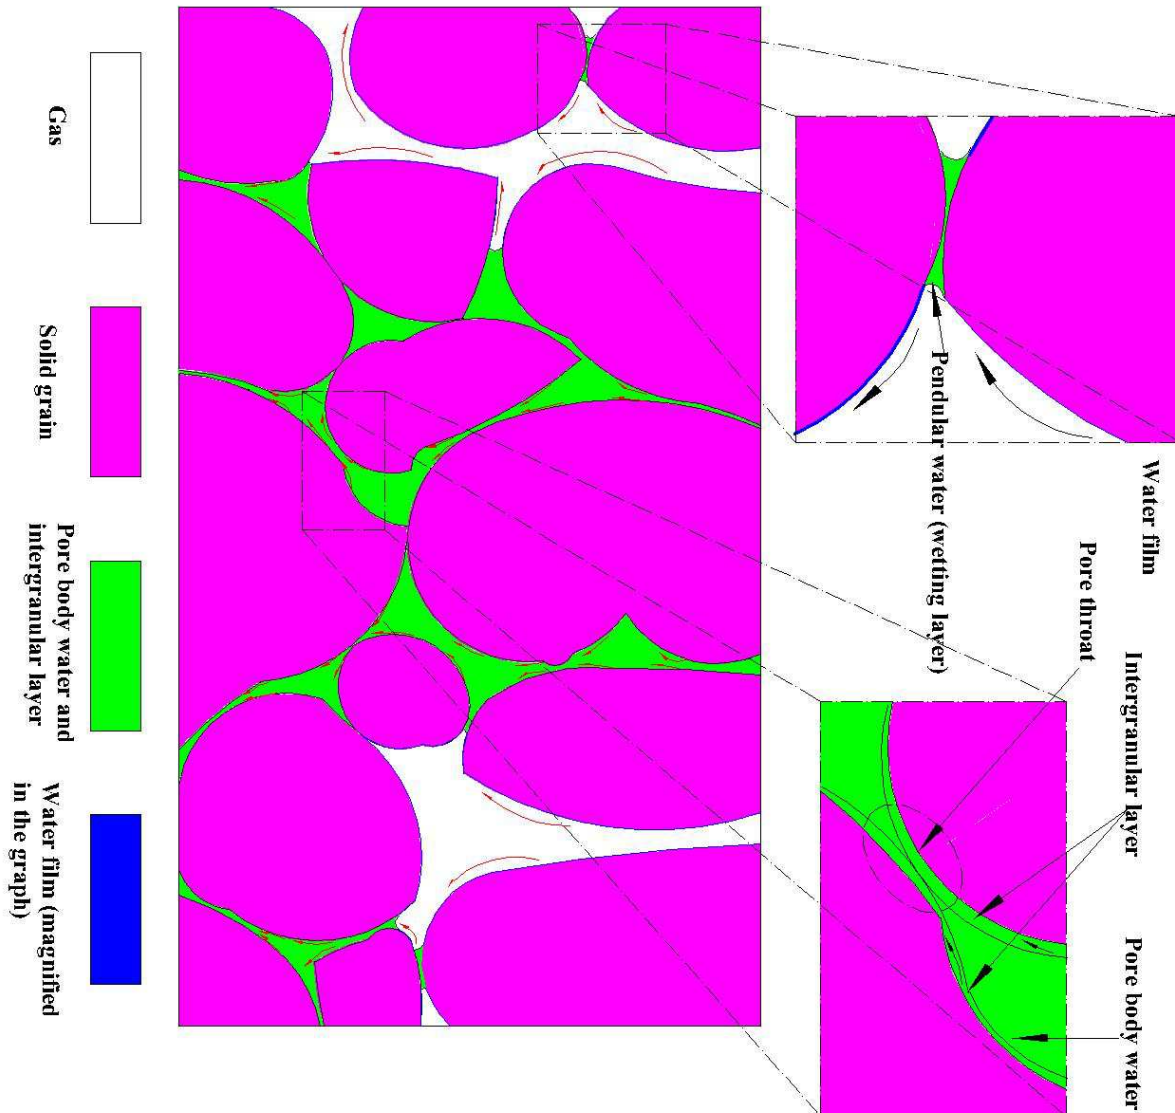 Water film
Pendular water (wetting layer)
Pore throat
Intergranular layer
Pore body water
Gas
Solid grain
Pore body water and
intergranular layer
Water film (magnified
in the graph)